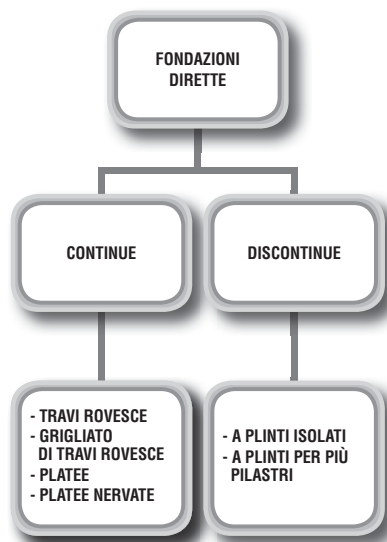 FONDAZIONI
DIRETTE
CONTINUE
DISCONTINUE
- TRAVI ROVESCE
- GRIGLIATO
DI TRAVI ROVESCE
- PLATEE
- PLATEE NERVATE
- A PLINTI ISOLATI
- A PLINTI PER PIÙ
PILASTRI